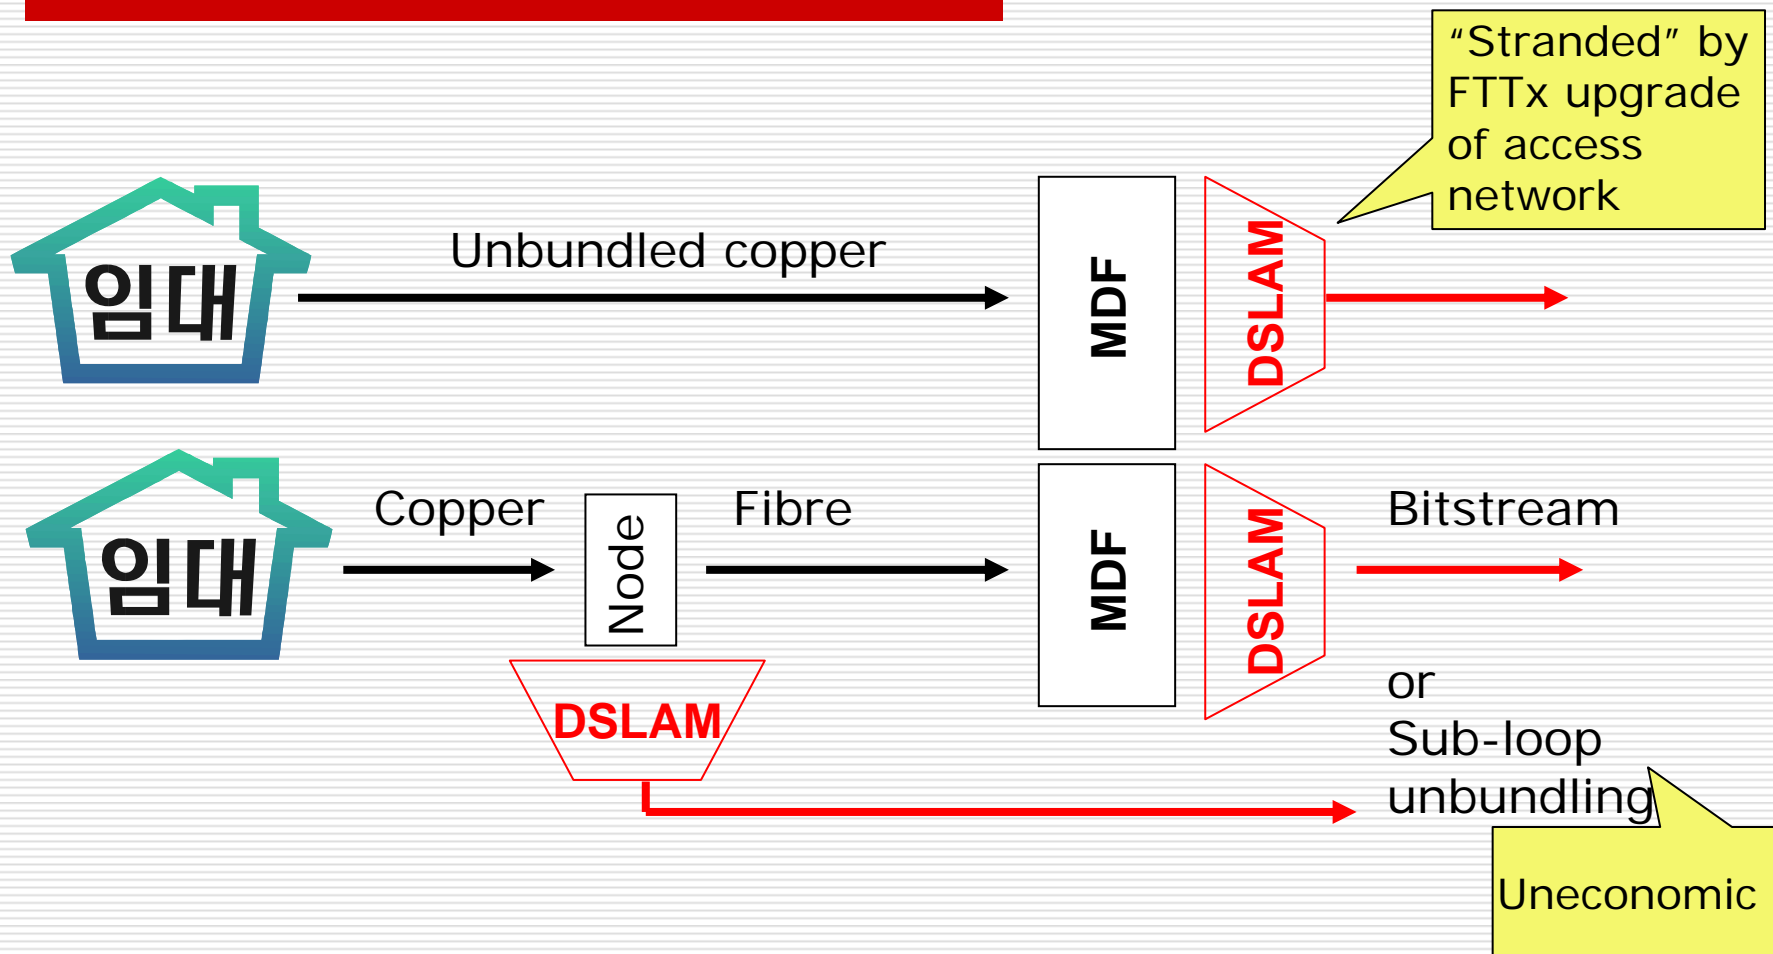 “Stranded” by
FTTx upgrade
of access
network
Unbundled copper
임대
MDF
DSLAM
Copper
Node
Fibre
Bitstream
임대
MDF
DSLAM
DSLAM
or
Sub-loop
unbundling
Uneconomic